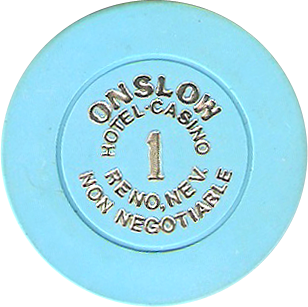 ONSLOW
HOTEL-CASINO
1
RENO, NEV.
NON NEGOTIABLE